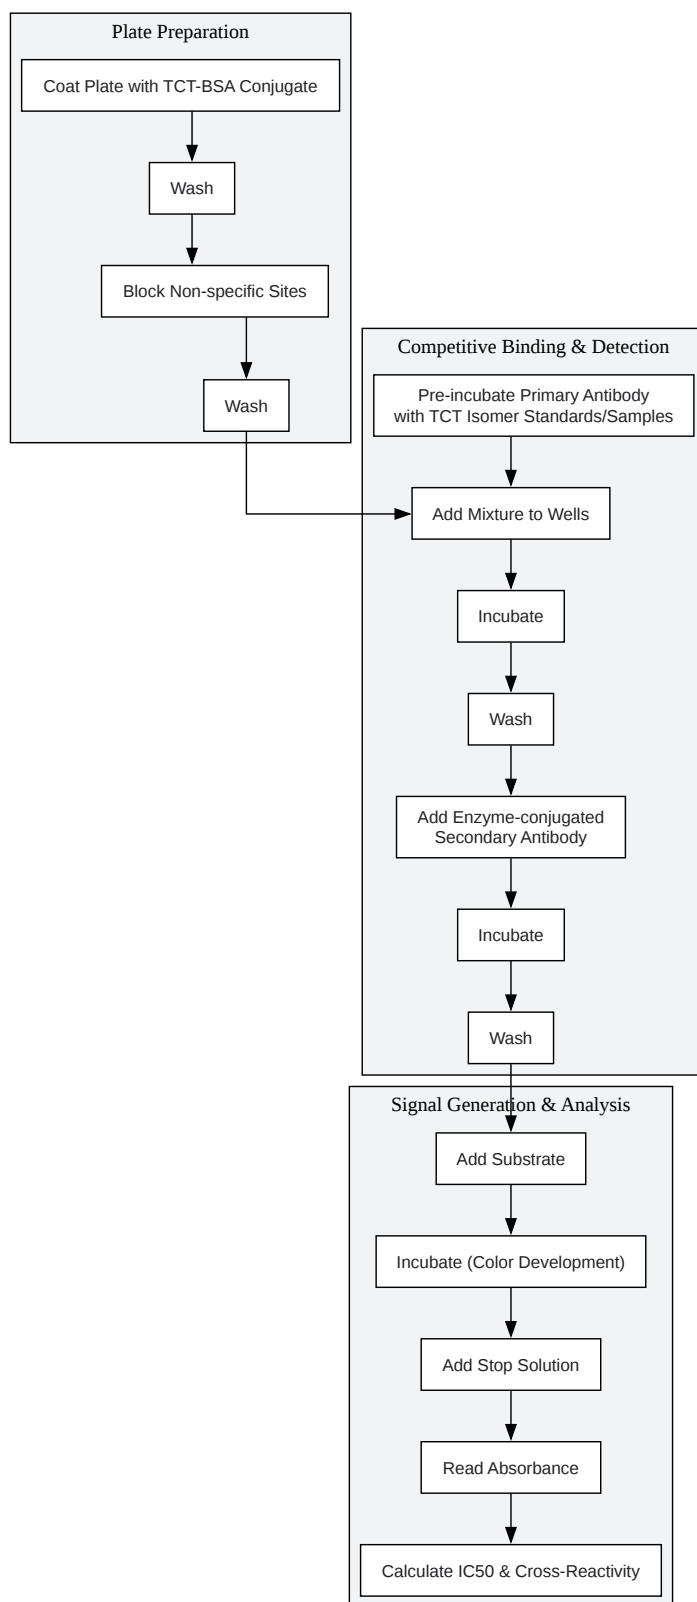 Plate Preparation
Coat Plate with TCT-BSA Conjugate
Wash
Block Non-specific Sites
Wash
Competitive Binding & Detection
Pre-incubate Primary Antibody
with TCT Isomer Standards/Samples
Add Mixture to Wells
Incubate
Wash
Add Enzyme-conjugated
Secondary Antibody
Incubate
Wash
Signal Generation & Analysis
Add Substrate
Incubate (Color Development)
Add Stop Solution
Read Absorbance
Calculate IC50 & Cross-Reactivity